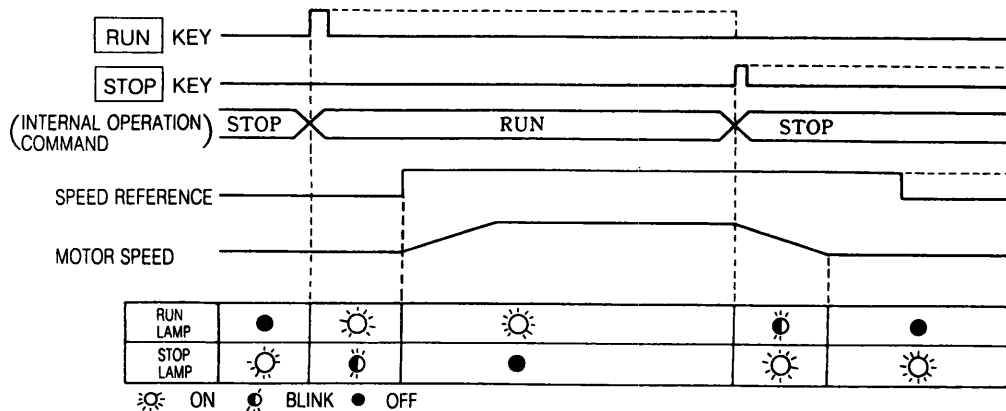 RUN KEY
STOP KEY
(INTERNAL OPERATION
COMMAND)
STOP RUN STOP
SPEED REFERENCE
MOTOR SPEED
RUN
LAMP
STOP
LAMP
ON BLINK OFF